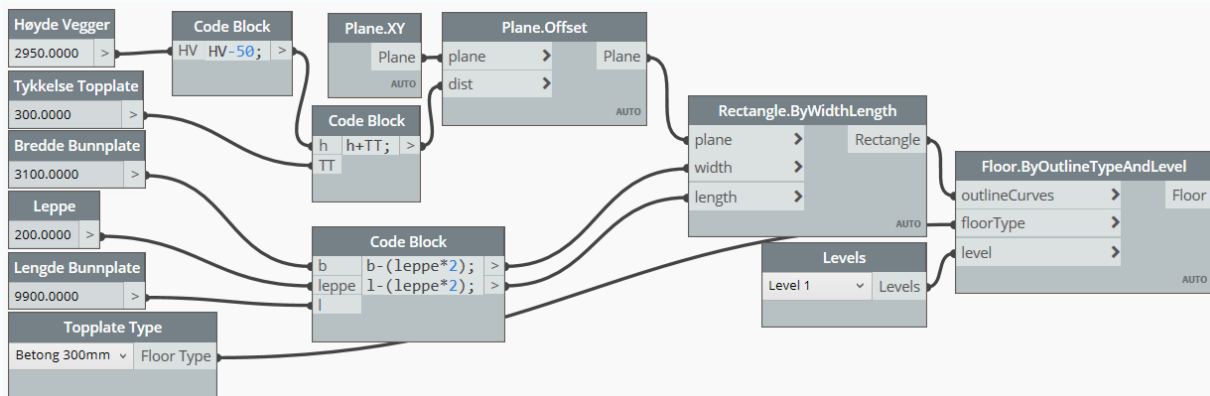 Høyde Vegger
2950.0000 >
Code Block
HV HV-50; >
Plane.XY
Plane
AUTO
Plane.Offset
plane > Plane
dist >
AUTO
Tykkelse Topplate
300.0000 >
Code Block
h h+TT; >
TT
Bredde Bunnplate
3100.0000 >
Leppe
200.0000 >
Lengde Bunnplate
9900.0000 >
Code Block
b b-(leppe*2); >
leppe l-(leppe*2); >
l
Topplate Type
Betong 300mm Floor Type
Rectangle.ByWidthLength
plane > Rectangle
width >
length >
AUTO
Levels
Level 1 Levels
Floor.ByOutlineTypeAndLevel
outlineCurves > Floor
floorType >
level >
AUTO